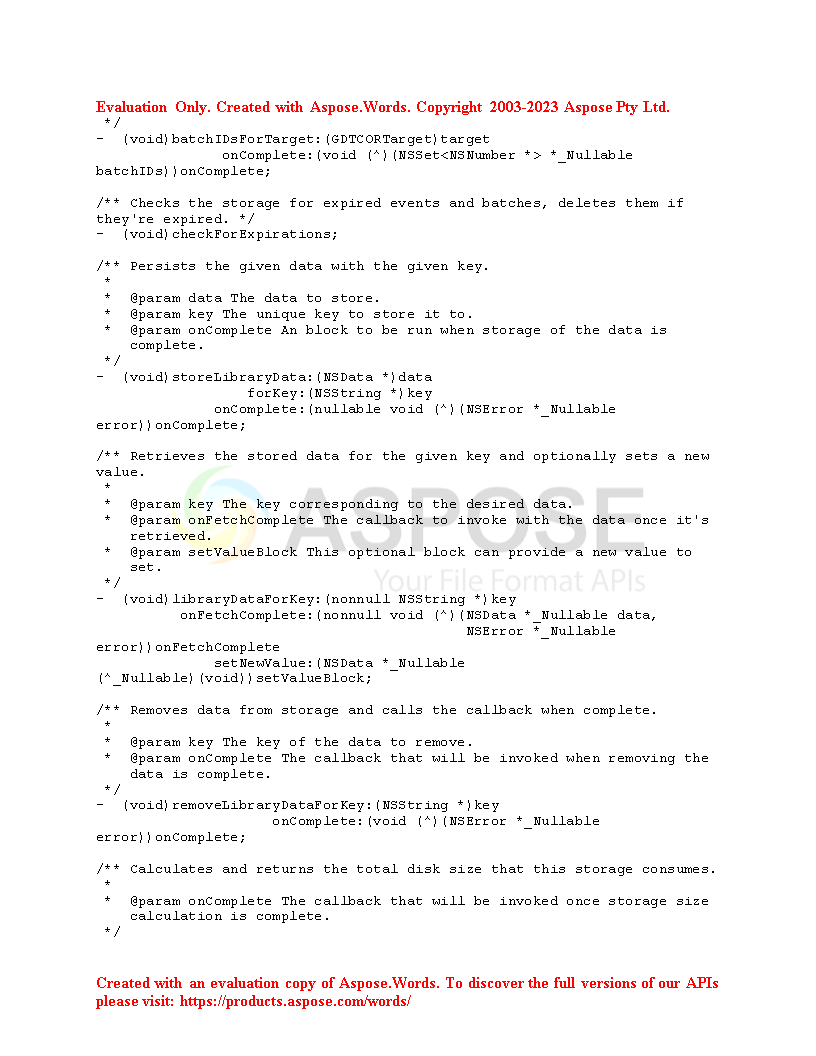 Evaluation Only. Created with Aspose.Words. Copyright 2003-2023 Aspose Pty Ltd.
 */
- (void)batchIDsForTarget:(GDTCORTarget)target
               onComplete:(void (^)(NSSet<NSNumber *> *_Nullable
batchIDs))onComplete;

/** Checks the storage for expired events and batches, deletes them if
they're expired. */
- (void)checkForExpirations;

/** Persists the given data with the given key.
 *
 * @param data The data to store.
 * @param key The unique key to store it to.
 * @param onComplete An block to be run when storage of the data is
    complete.
 */
- (void)storeLibraryData:(NSData *)data
                  forKey:(NSString *)key
              onComplete:(nullable void (^)(NSError *_Nullable
error))onComplete;

/** Retrieves the stored data for the given key and optionally sets a new
value.
 *
 * @param key The key corresponding to the desired data.
 * @param onFetchComplete The callback to invoke with the data once it's
    retrieved.
 * @param setValueBlock This optional block can provide a new value to
    set.
 */
ASPOSE
Your File Format APIs
- (void)libraryDataForKey:(nonnull NSString *)key
          onFetchComplete:(nonnull void (^)(NSData *_Nullable data,
                                            NSError *_Nullable
error))onFetchComplete
              setNewValue:(NSData *_Nullable
(^_Nullable)(void))setValueBlock;

/** Removes data from storage and calls the callback when complete.
 *
 * @param key The key of the data to remove.
 * @param onComplete The callback that will be invoked when removing the
    data is complete.
 */
- (void)removeLibraryDataForKey:(NSString *)key
                     onComplete:(void (^)(NSError *_Nullable
error))onComplete;

/** Calculates and returns the total disk size that this storage consumes.
 *
 * @param onComplete The callback that will be invoked once storage size
    calculation is complete.
 */
Created with an evaluation copy of Aspose.Words. To discover the full versions of our APIs
please visit: https://products.aspose.com/words/